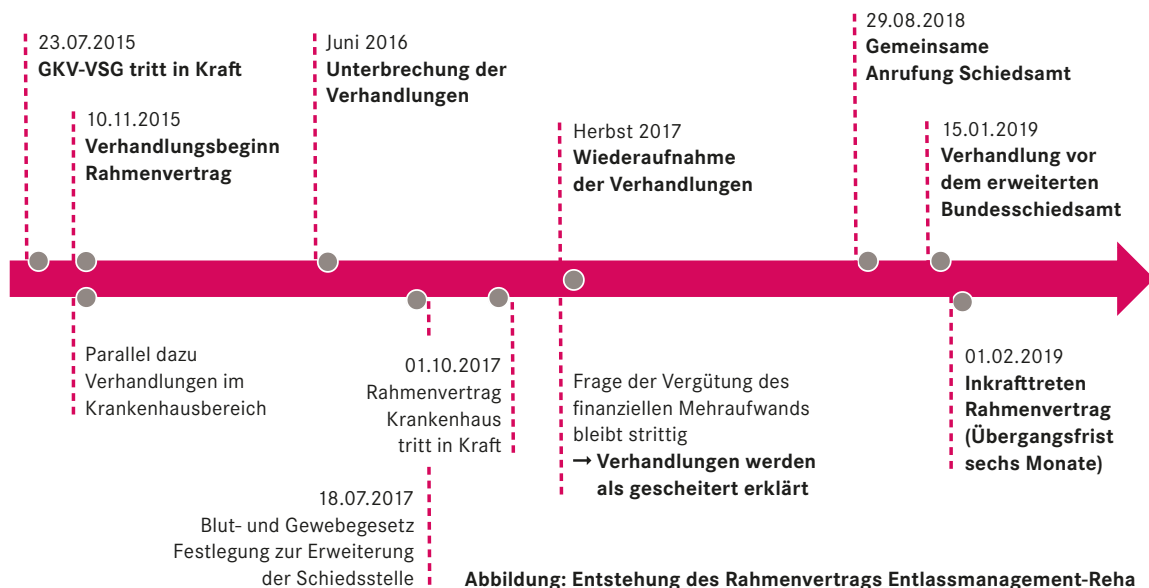 23.07.2015
GKV-VSG tritt in Kraft
10.11.2015
Verhandlungsbeginn
Rahmenvertrag
Parallel dazu
Verhandlungen im
Krankenhausbereich
Juni 2016
Unterbrechung der
Verhandlungen
18.07.2017
Blut- und Gewebegesetz
Festlegung zur Erweiterung
der Schiedsstelle
01.10.2017
Rahmenvertrag
Krankenhaus
tritt in Kraft
Herbst 2017
Wiederaufnahme
der Verhandlungen
Frage der Vergütung des
finanziellen Mehraufwands
bleibt strittig
→ Verhandlungen werden
als gescheitert erklärt
29.08.2018
Gemeinsame
Anrufung Schiedsamt
15.01.2019
Verhandlung vor
dem erweiterten
Bundesschiedsamt
01.02.2019
Inkrafttreten
Rahmenvertrag
(Übergangsfrist
sechs Monate)
Abbildung: Entstehung des Rahmenvertrags Entlassmanagement-Reha